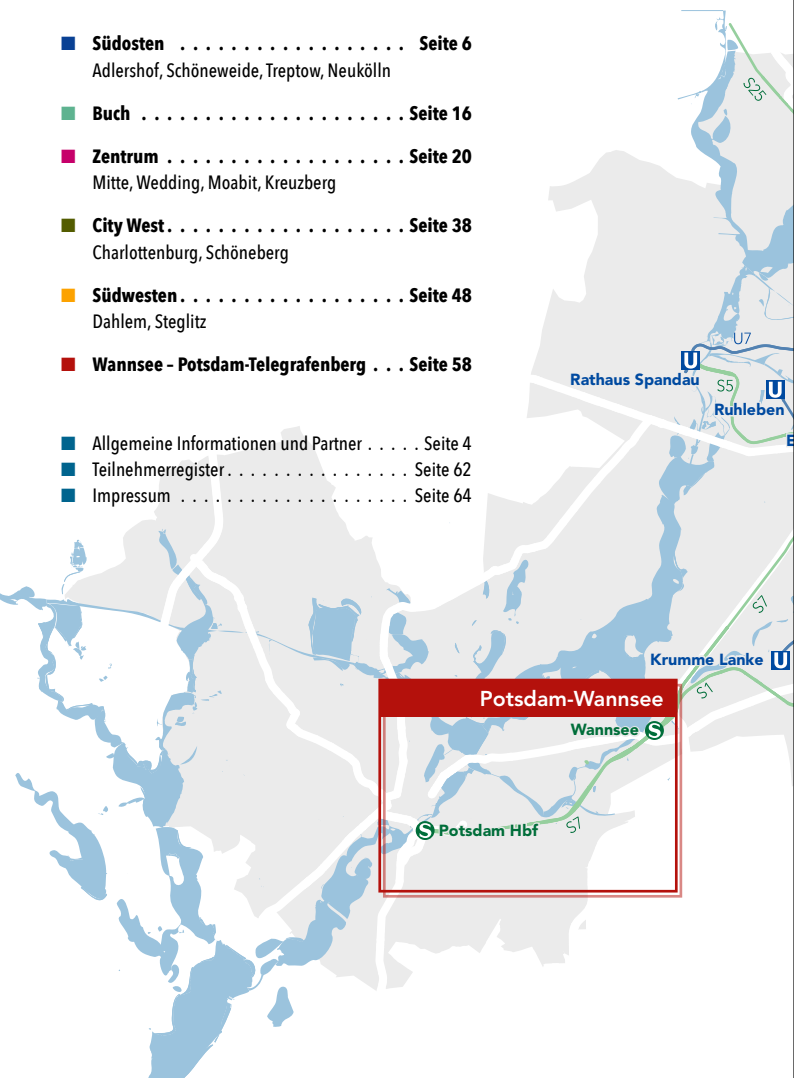 Südosten . . . . . . . . . . . . . . . . . . Seite 6
Adlershof, Schöneweide, Treptow, Neukölln
Buch . . . . . . . . . . . . . . . . . . . . . Seite 16
Zentrum . . . . . . . . . . . . . . . . . . . Seite 20
Mitte, Wedding, Moabit, Kreuzberg
City West . . . . . . . . . . . . . . . . . . . Seite 38
Charlottenburg, Schöneberg
Südwesten . . . . . . . . . . . . . . . . . . Seite 48
Dahlem, Steglitz
Wannsee – Potsdam-Telegrafenberg . . . Seite 58
Allgemeine Informationen und Partner . . . . . Seite 4
Teilnehmerregister . . . . . . . . . . . . . . . . Seite 62
Impressum . . . . . . . . . . . . . . . . . . . Seite 64
S25
U7
U
Rathaus Spandau
S5
U
Ruhleben
S7
Krumme Lanke U
S1
Potsdam-Wannsee
Wannsee S
S Potsdam Hbf
S7